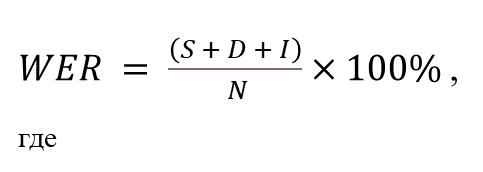 WER = (S + D + I) / N × 100% ,
где